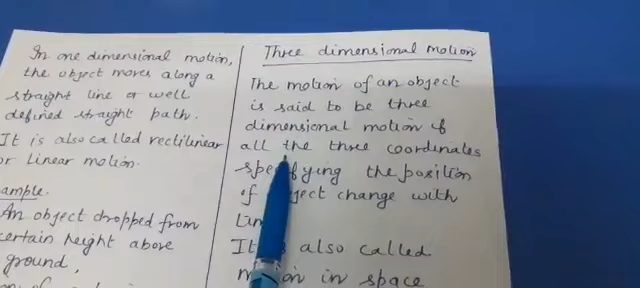 In one dimensional motion,
the object moves along a
straight line or well
defined straight path.
It is also called rectilinear
or linear motion.
ample.
An object dropped from
certain height above
ground,
Three dimensional motion
The motion of an object
is said to be three
dimensional motion if
all the three coordinates
specifying the position
of change with
It also called
in space